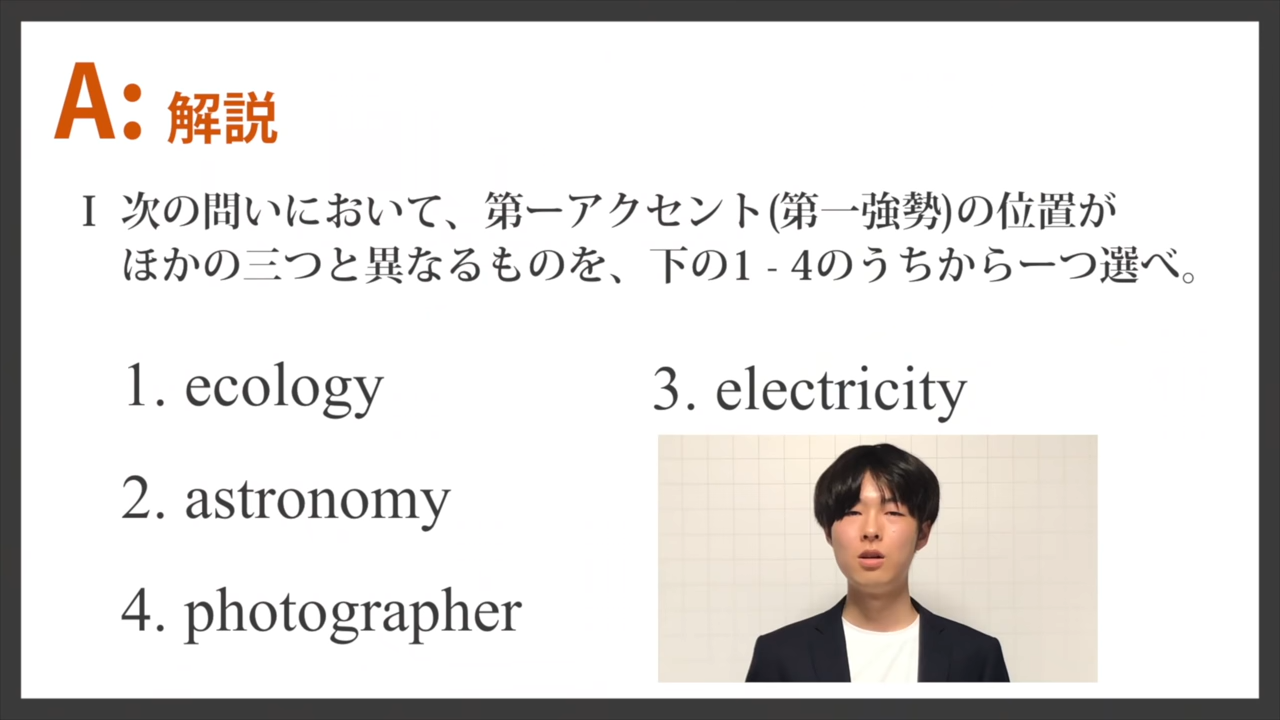 A: 解説
I 次の問いにおいて、第一アクセント(第一強勢)の位置が
ほかの三つと異なるものを、下の1 - 4のうちから一つ選べ。
1. ecology
3. electricity
2. astronomy
4. photographer